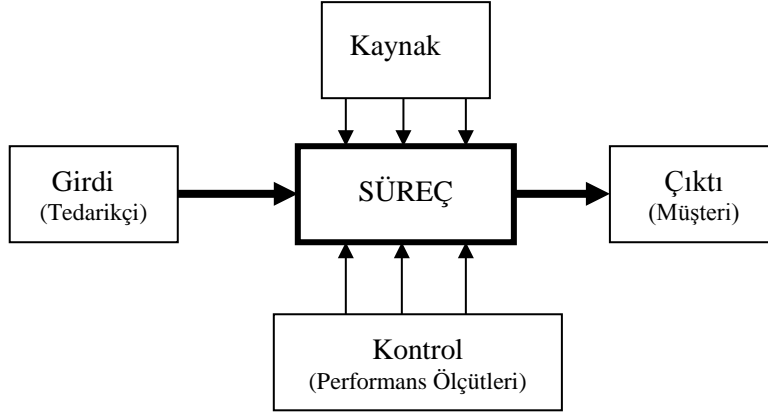 Kaynak
Girdi
(Tedarikçi)
SÜREÇ
Çıktı
(Müşteri)
Kontrol
(Performans Ölçütleri)